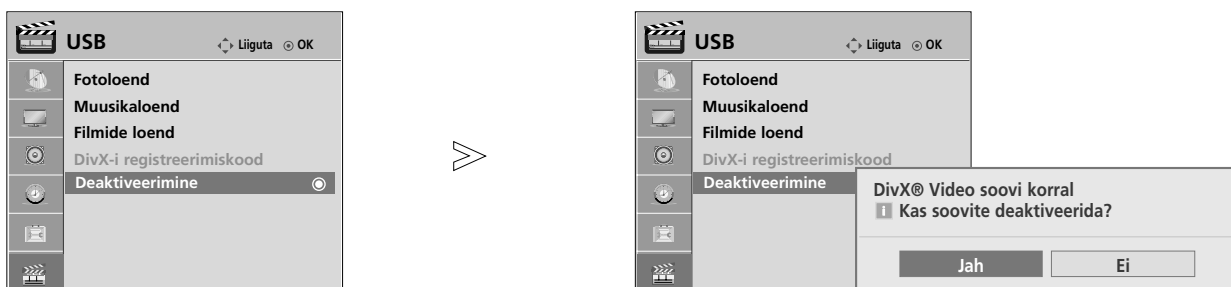 USB Liiguta OK
Fotoloend
Muusikaloend
Filmide loend
DivX-i registreerimiskood
Deaktiveerimine
USB Liiguta OK
Fotoloend
Muusikaloend
Filmide loend
DivX-i registreerimiskood
Deaktiveerimine
DivX® Video soovi korral
i Kas soovite deaktiveerida?
Jah Ei